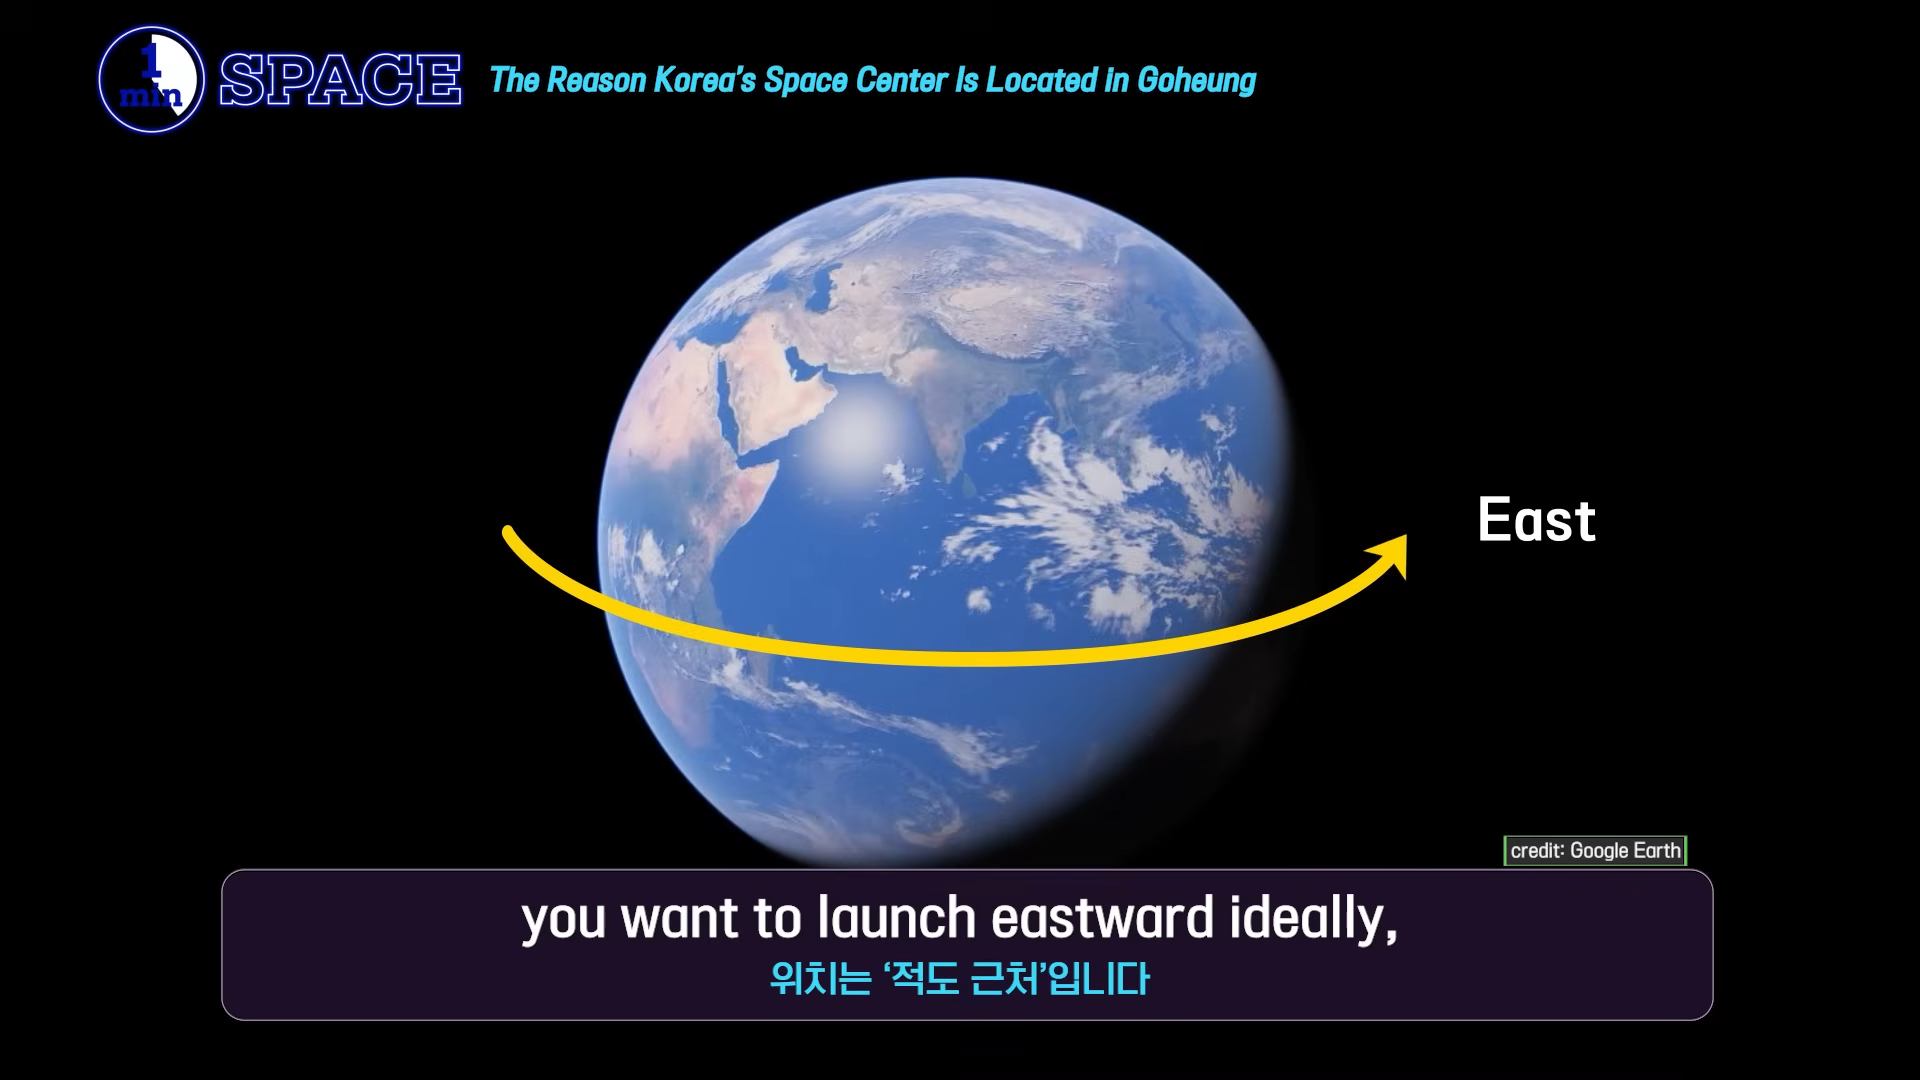 1
min
SPACE
The Reason Korea's Space Center Is Located in Goheung
East
credit: Google Earth
you want to launch eastward ideally,
위치는 ‘적도 근처’입니다